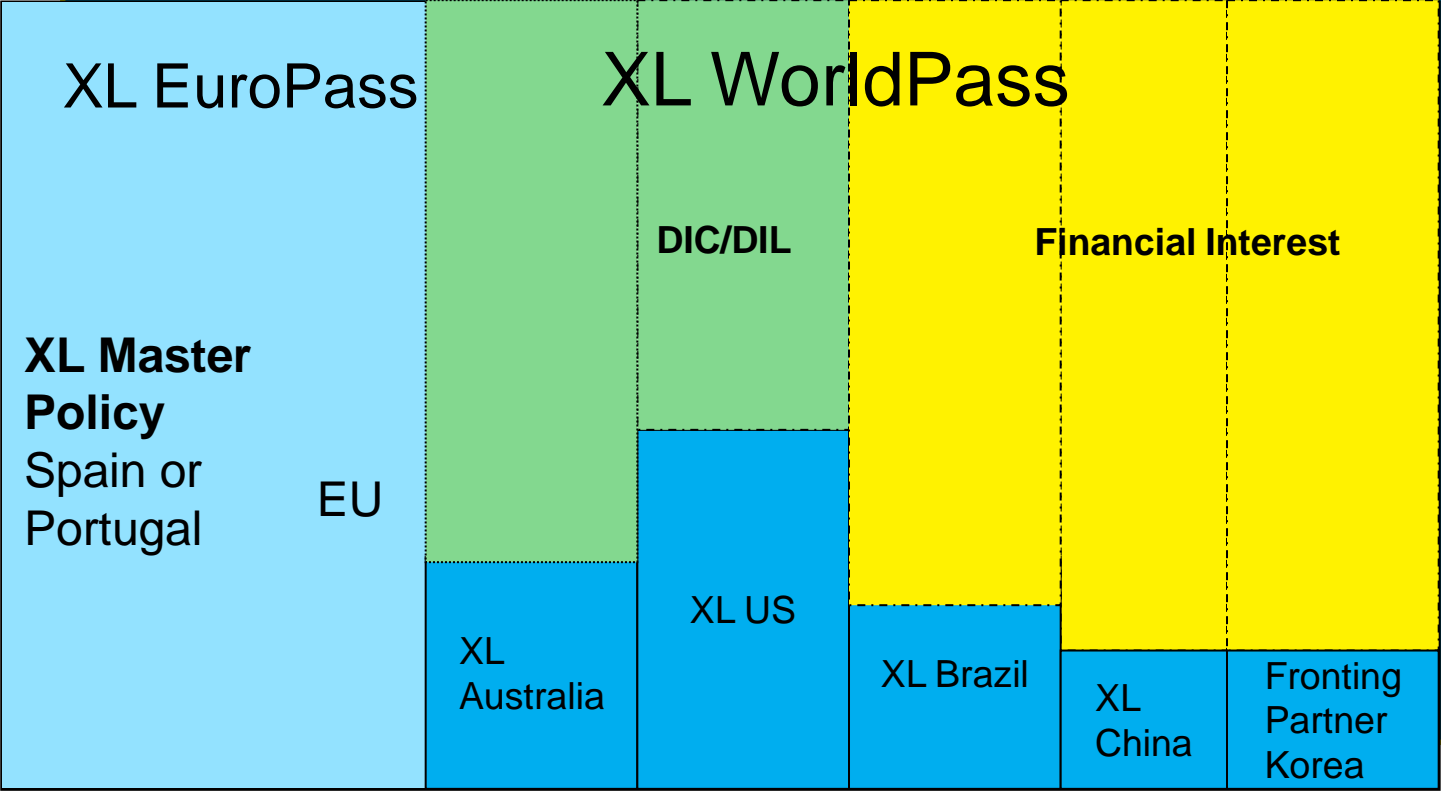 XL EuroPass
XL WorldPass
DIC/DIL
Financial Interest
XL Master
Policy
Spain or
Portugal
EU
XL
Australia
XL US
XL Brazil
XL
China
Fronting
Partner
Korea